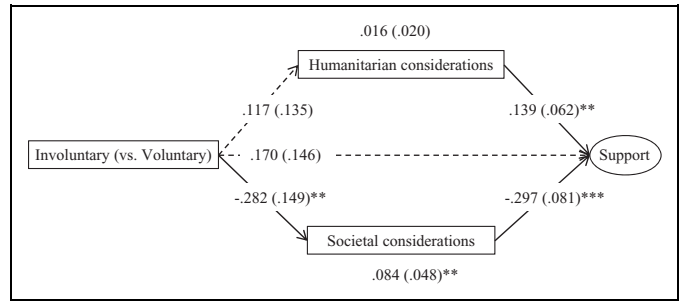 .016 (.020)
Humanitarian considerations
.117 (.135)
.139 (.062)**
Involuntary (vs. Voluntary)
.170 (.146)
Support
-.282 (.149)**
-.297 (.081)***
Societal considerations
.084 (.048)**